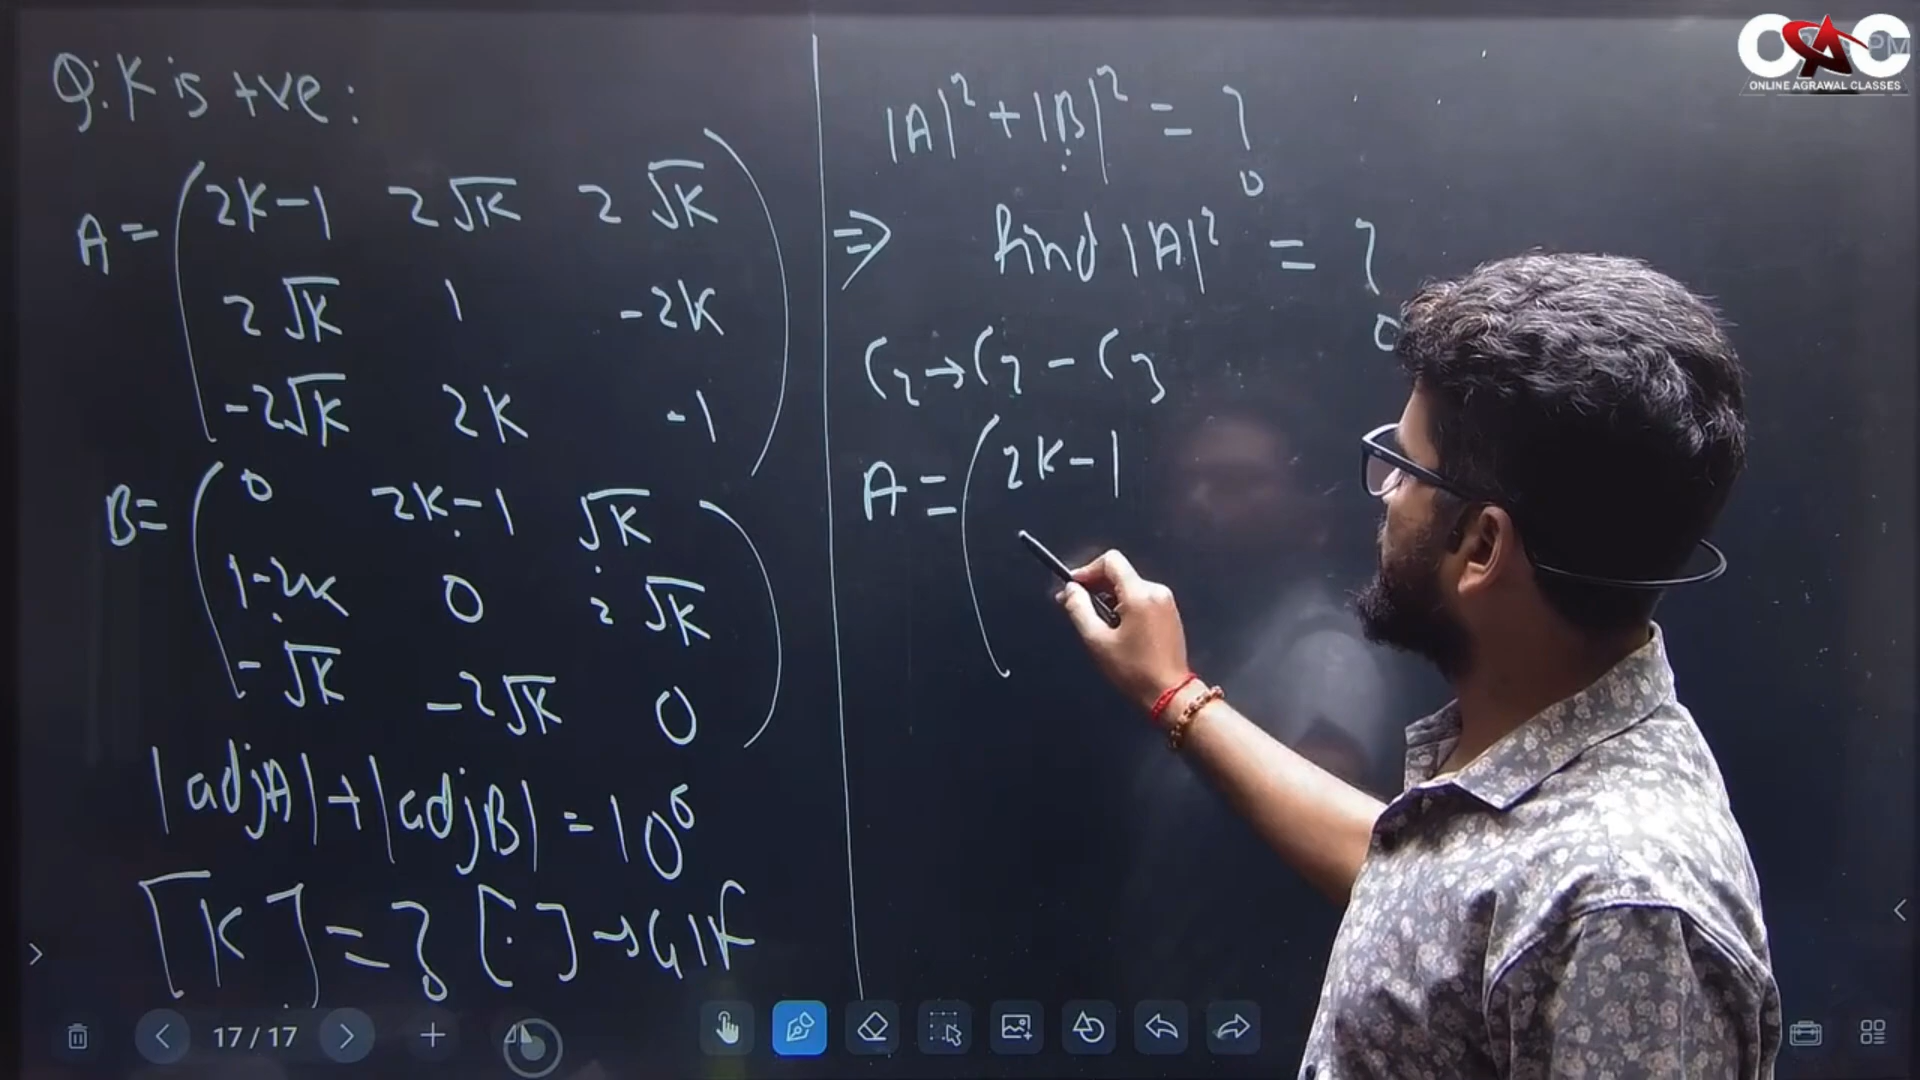 Q: K is +ve:
A = ( 2K-1 2√K 2√K
2√K 1 -2K
-2√K 2K -1 )
B = ( 0 2K-1 √K
1-2K 0 2√K
-√K -2√K 0 )
|adjA| + |adjB| = 10⁶
[K] = ? [.] → GIF
|A|² + |B|² = ?
⇒ find |A|² = ?
C₂→C₂ - C₃
A = ( 2K-1
17/17
OAC PM
ONLINE AGRAWAL CLASSES